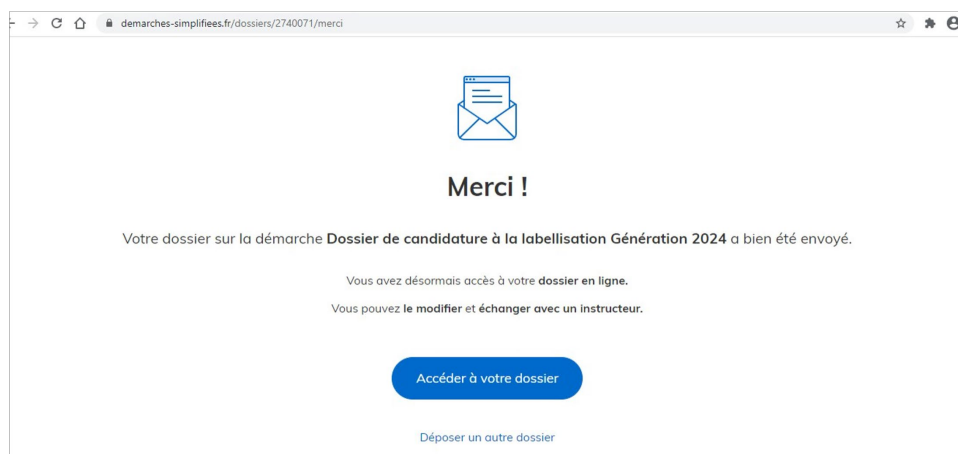 demarches-simplifiees.fr/dossiers/2740071/merci
Merci !
Votre dossier sur la démarche Dossier de candidature à la labellisation Génération 2024 a bien été envoyé.
Vous avez désormais accès à votre dossier en ligne.
Vous pouvez le modifier et échanger avec un instructeur.
Accéder à votre dossier
Déposer un autre dossier